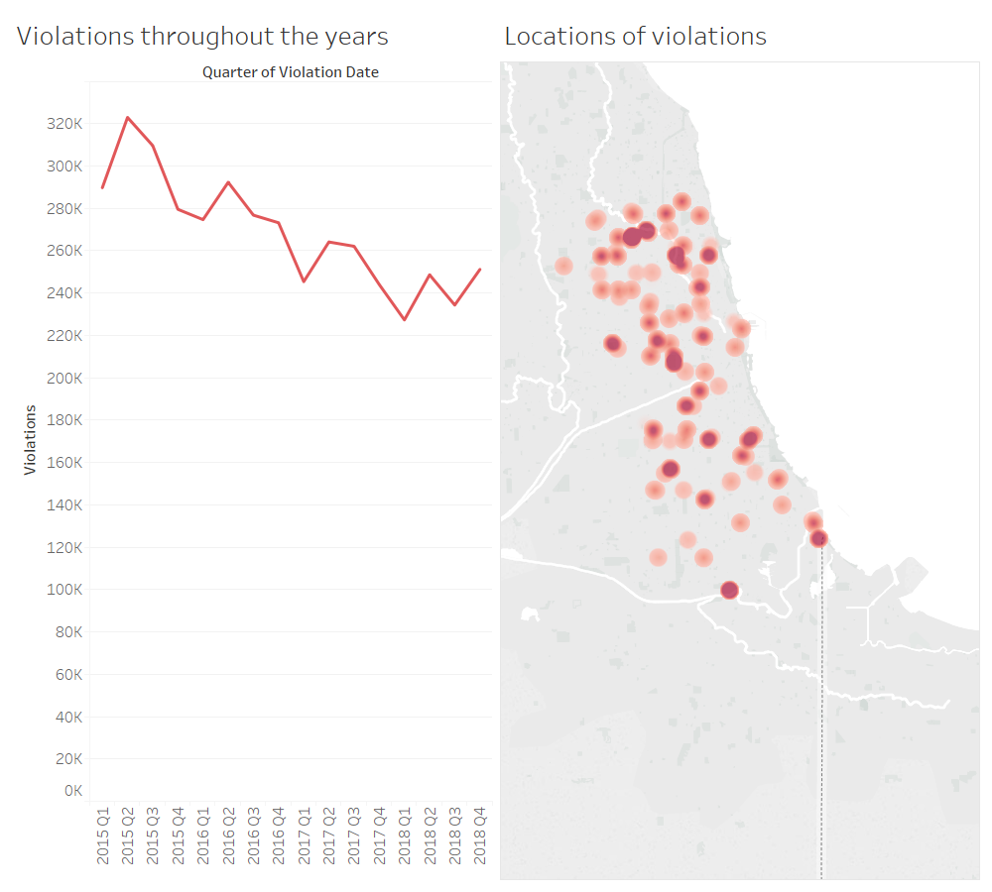 Violations throughout the years
Quarter of Violation Date
320K
300K
280K
260K
240K
220K
200K
180K
160K
140K
120K
100K
80K
60K
40K
20K
0K
Violations
2015 Q1
2015 Q2
2015 Q3
2015 Q4
2016 Q1
2016 Q2
2016 Q3
2016 Q4
2017 Q1
2017 Q2
2017 Q3
2017 Q4
2018 Q1
2018 Q2
2018 Q3
2018 Q4
Locations of violations